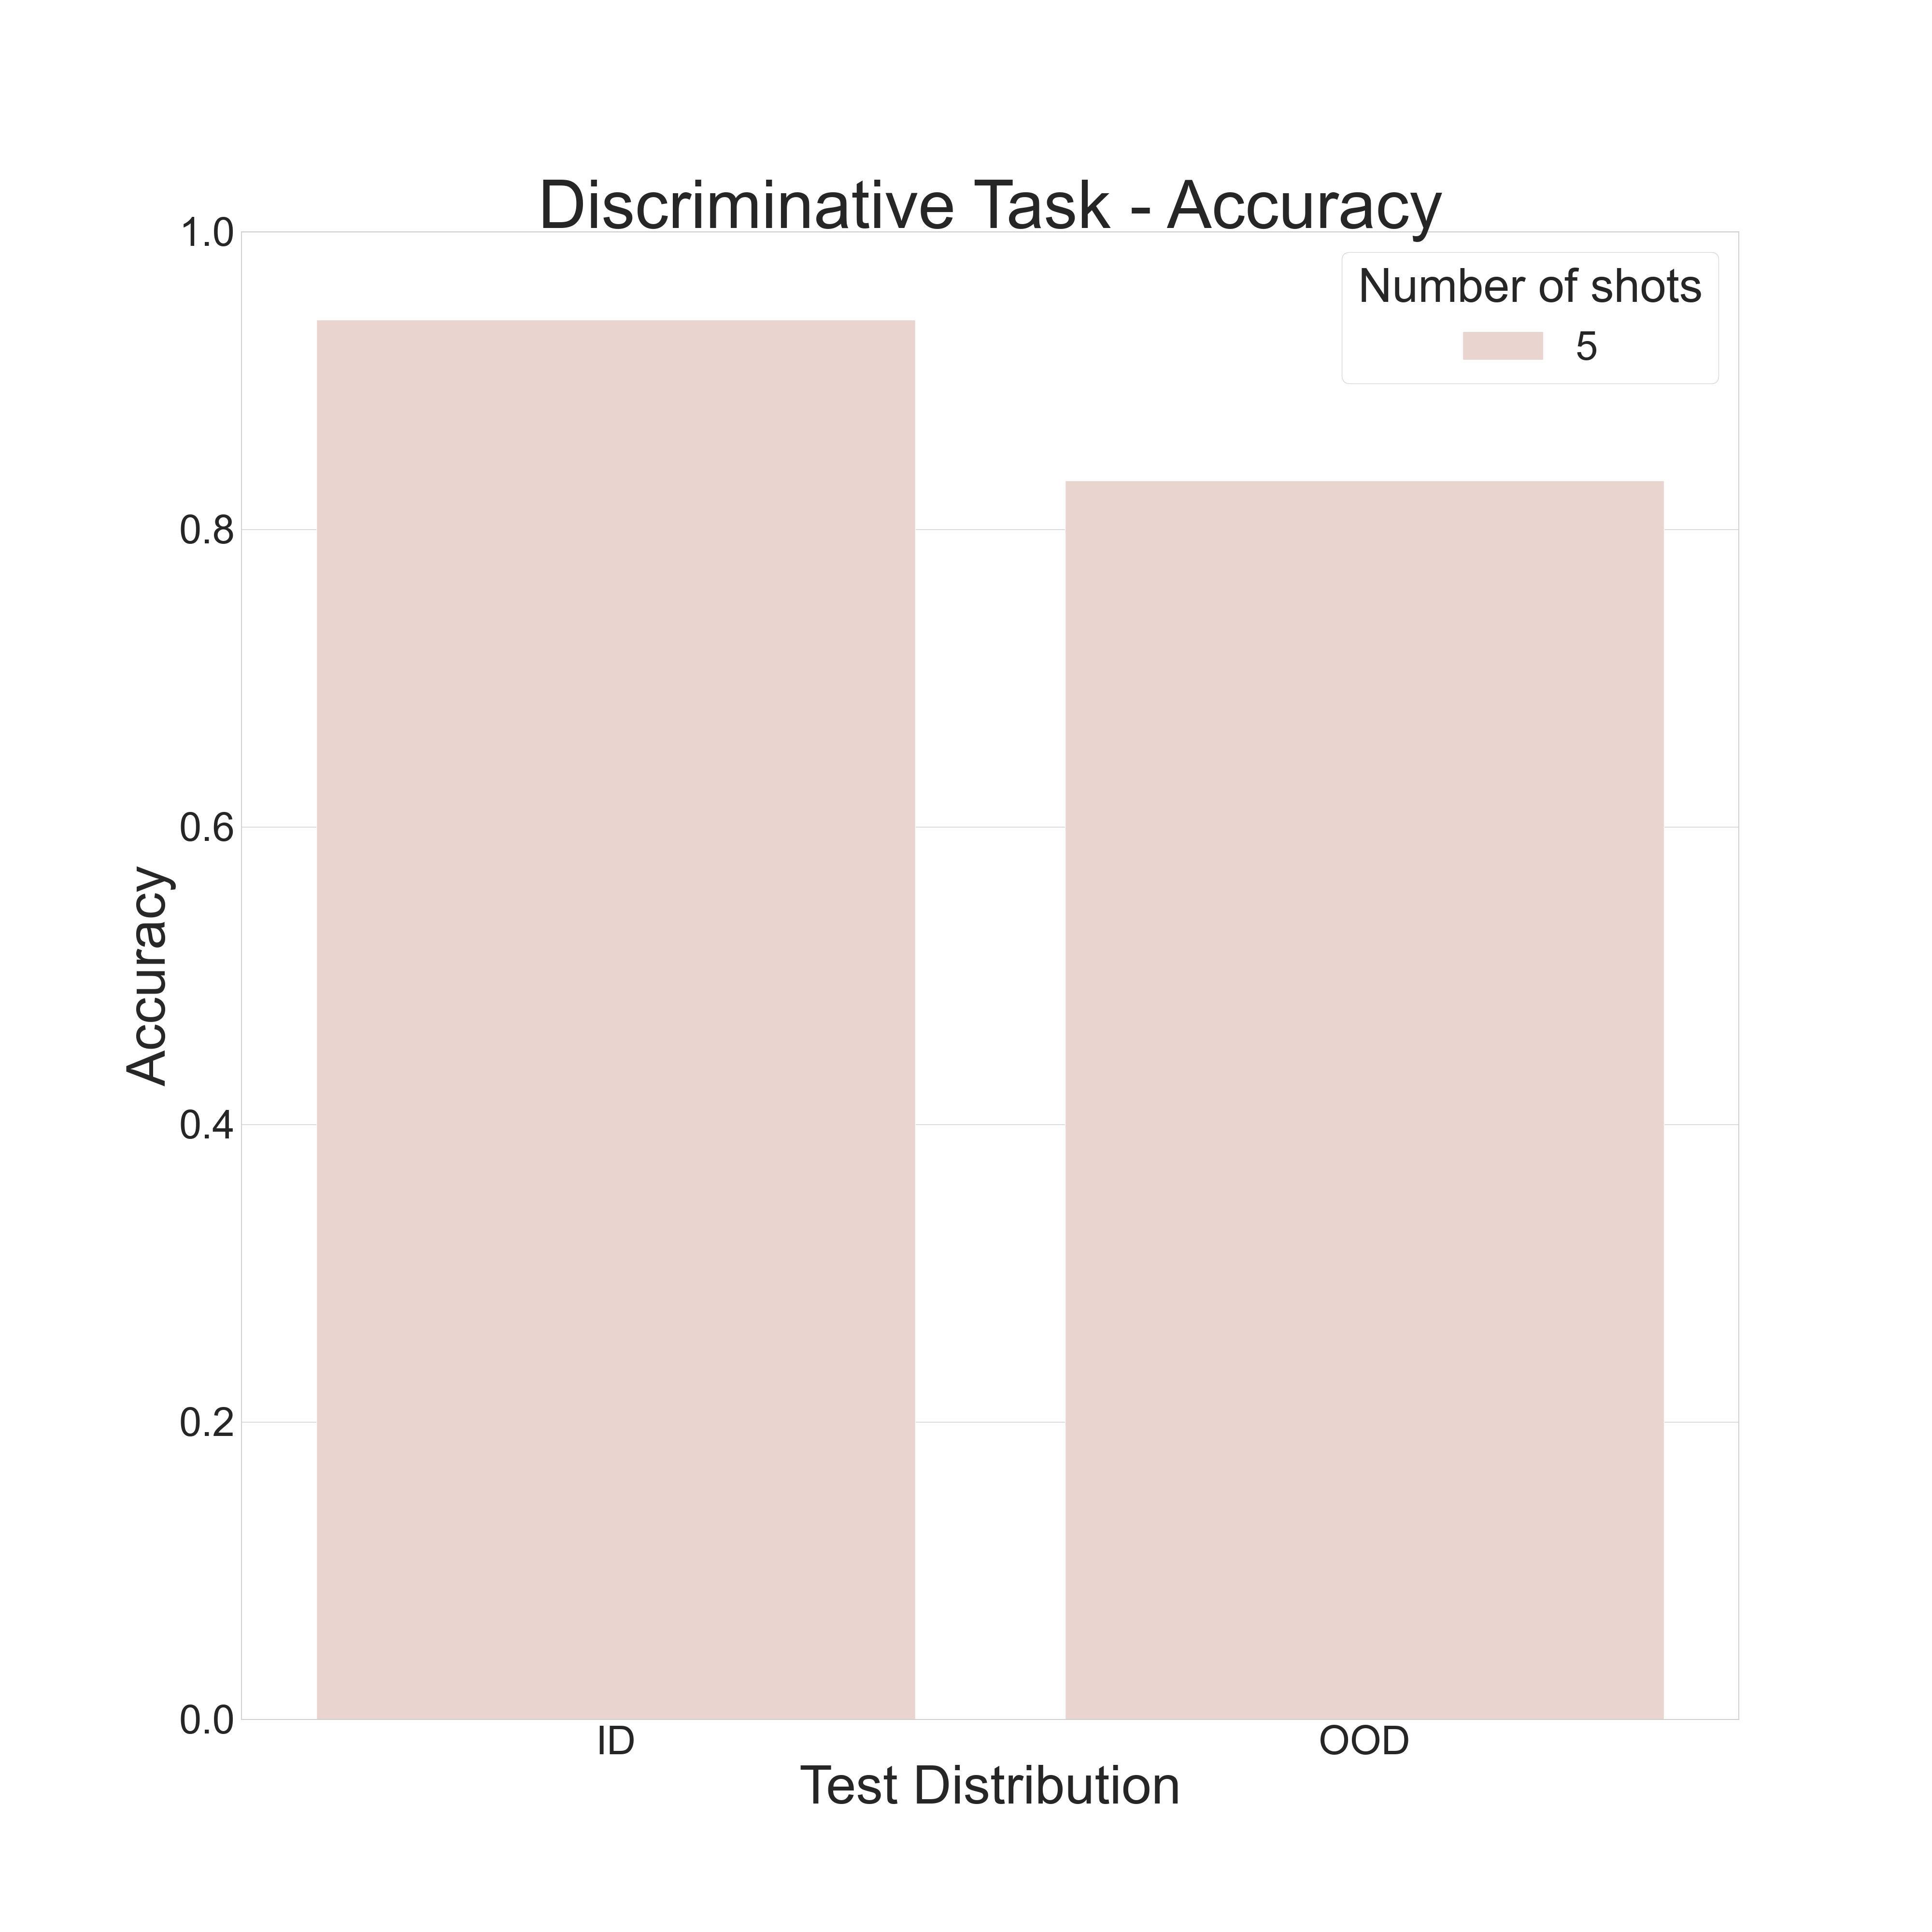 Discriminative Task - Accuracy
Number of shots
5
1.0
0.8
0.6
0.4
0.2
0.0
Accuracy
ID
OOD
Test Distribution